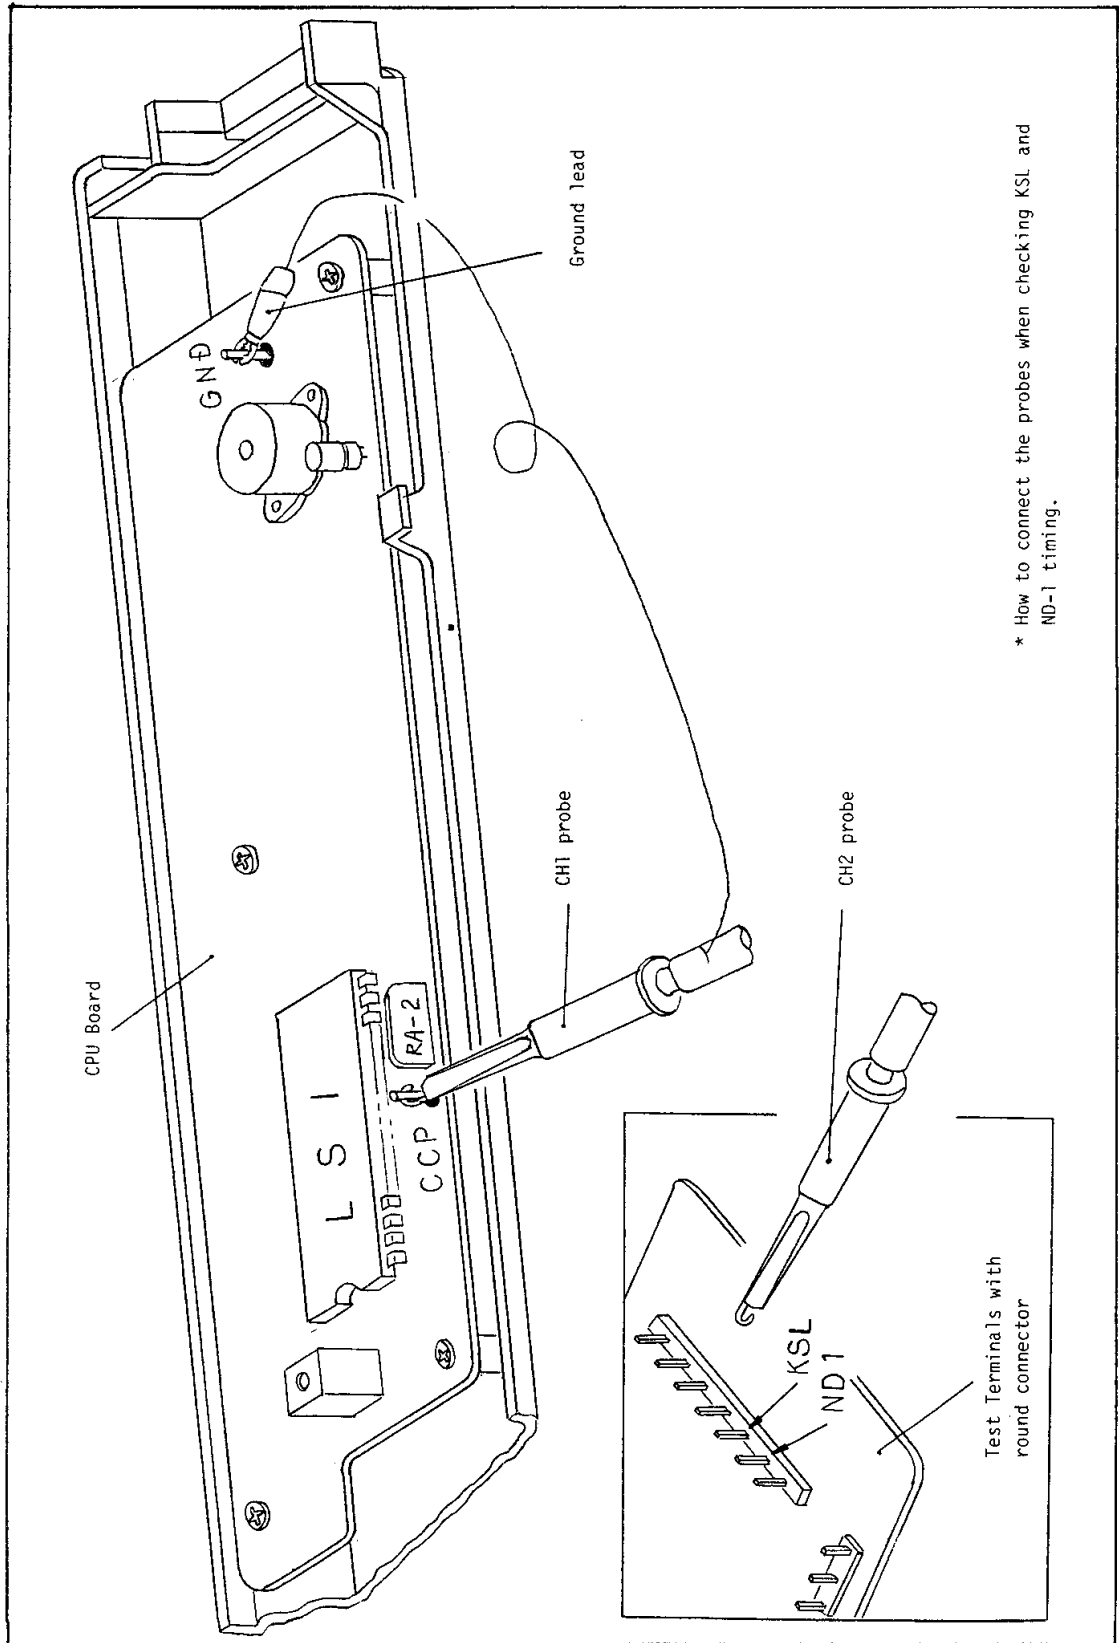 CPU Board
LSI
RA-2
CCP
GND
Ground lead
CH1 probe
CH2 probe
KSL
ND1
Test Terminals with
round connector
* How to connect the probes when checking KSL and
ND-1 timing.